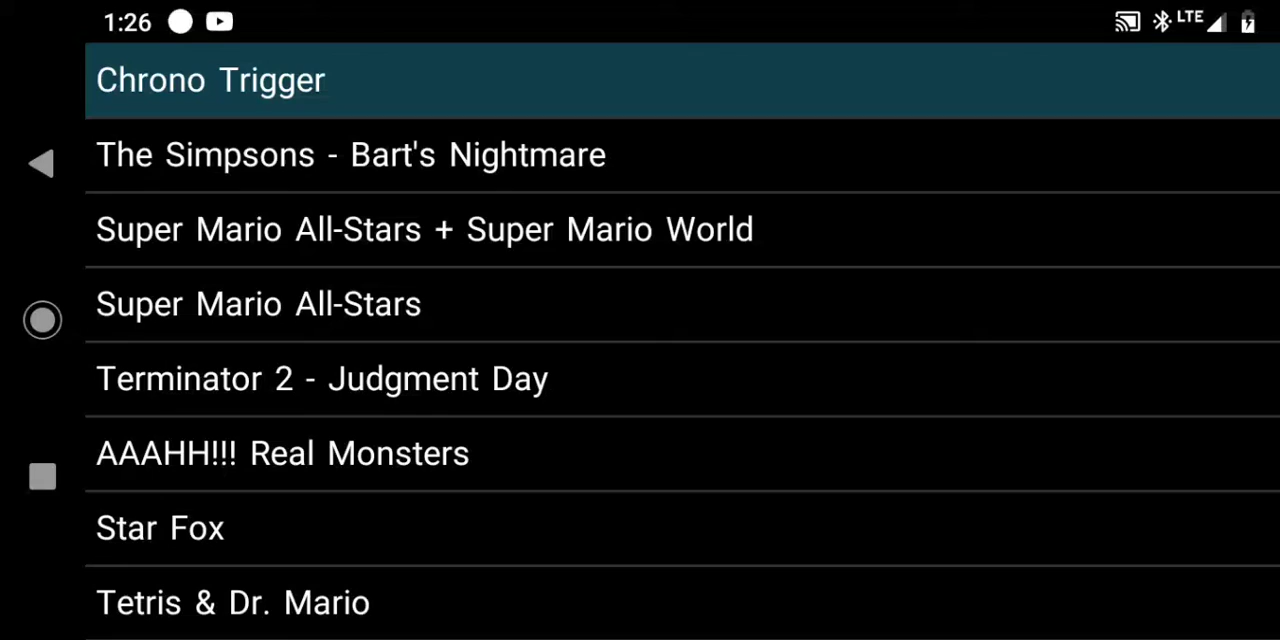 1:26
LTE
Chrono Trigger
The Simpsons - Bart's Nightmare
Super Mario All-Stars + Super Mario World
Super Mario All-Stars
Terminator 2 - Judgment Day
AAAHH!!! Real Monsters
Star Fox
Tetris & Dr. Mario